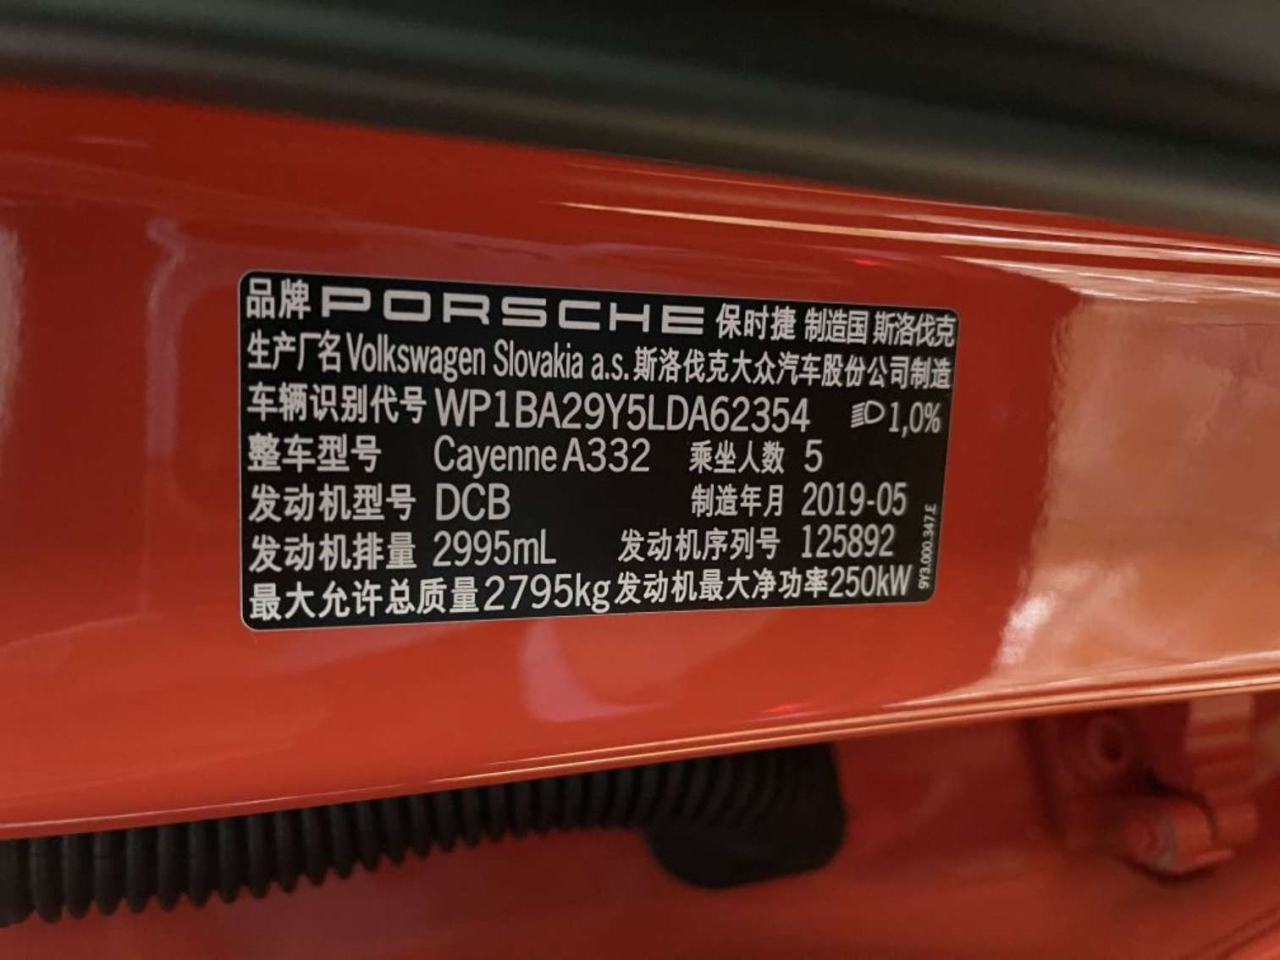 品牌 PORSCHE 保时捷 制造国 斯洛伐克
生产厂名 Volkswagen Slovakia a.s. 斯洛伐克大众汽车股份公司制造
车辆识别代号 WP1BA29Y5LDA62354 1,0%
整车型号 Cayenne A332 乘坐人数 5
发动机型号 DCB 制造年月 2019-05
发动机排量 2995mL 发动机序列号 125892
最大允许总质量 2795kg 发动机最大净功率 250kW
9Y3.000.347.E